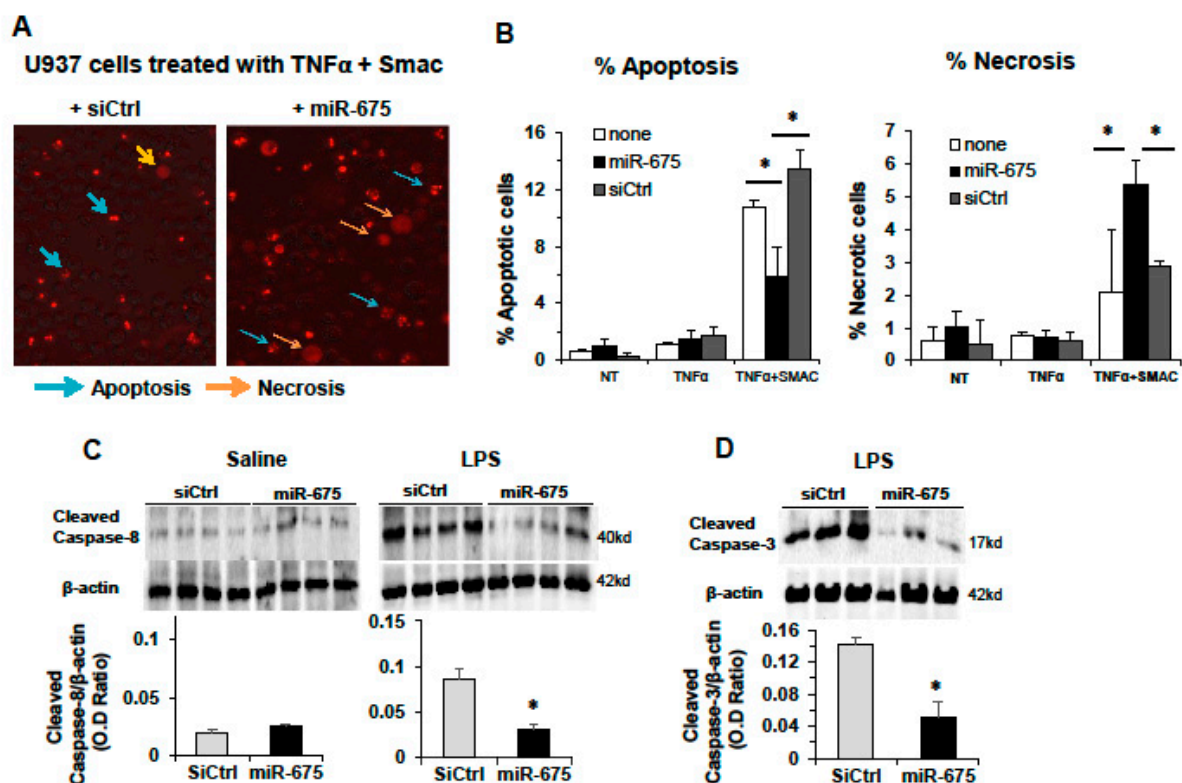 A
U937 cells treated with TNFα + Smac
+ siCtrl
+ miR-675
Apoptosis
Necrosis
B
% Apoptosis
% Apoptotic cells
16
12
8
4
0
none
miR-675
siCtrl
*
*
NT
TNFα
TNFα+SMAC
% Necrosis
% Necrotic cells
7
6
5
4
3
2
1
0
none
miR-675
siCtrl
*
*
NT
TNFα
TNFα+SMAC
C
Saline
siCtrl
miR-675
LPS
siCtrl
miR-675
Cleaved
Caspase-8
40kd
β-actin
42kd
Cleaved
Caspase-8/β-actin
(O.D Ratio)
0.1
0.05
0
SiCtrl
miR-675
0.15
0.1
0.05
0
*
SiCtrl
miR-675
D
LPS
siCtrl
miR-675
Cleaved
Caspase-3
17kd
β-actin
42kd
Cleaved
Caspase-3/β-actin
(O.D Ratio)
0.16
0.12
0.08
0.04
0
*
SiCtrl
miR-675